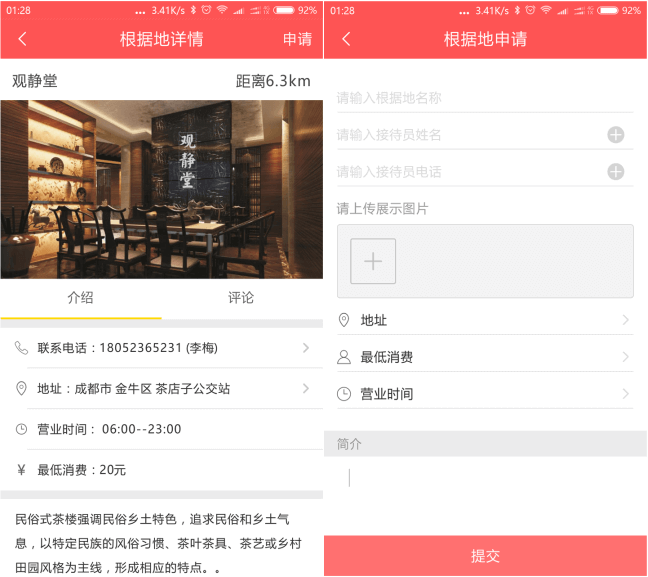 01:28
... 3.41K/s 92%
根据地详情
申请
观静堂
距离6.3km
观静堂
介绍
评论
联系电话：18052365231 (李梅)
地址：成都市 金牛区 茶店子公交站
营业时间： 06:00--23:00
¥ 最低消费：20元
民俗式茶楼强调民俗乡土特色，追求民俗和乡土气
息，以特定民族的风俗习惯、茶叶茶具、茶艺或乡村
田园风格为主线，形成相应的特点。。
01:28
... 3.41K/s 92%
根据地申请
请输入根据地名称
请输入接待员姓名
请输入接待员电话
请上传展示图片
地址
最低消费
营业时间
简介
提交